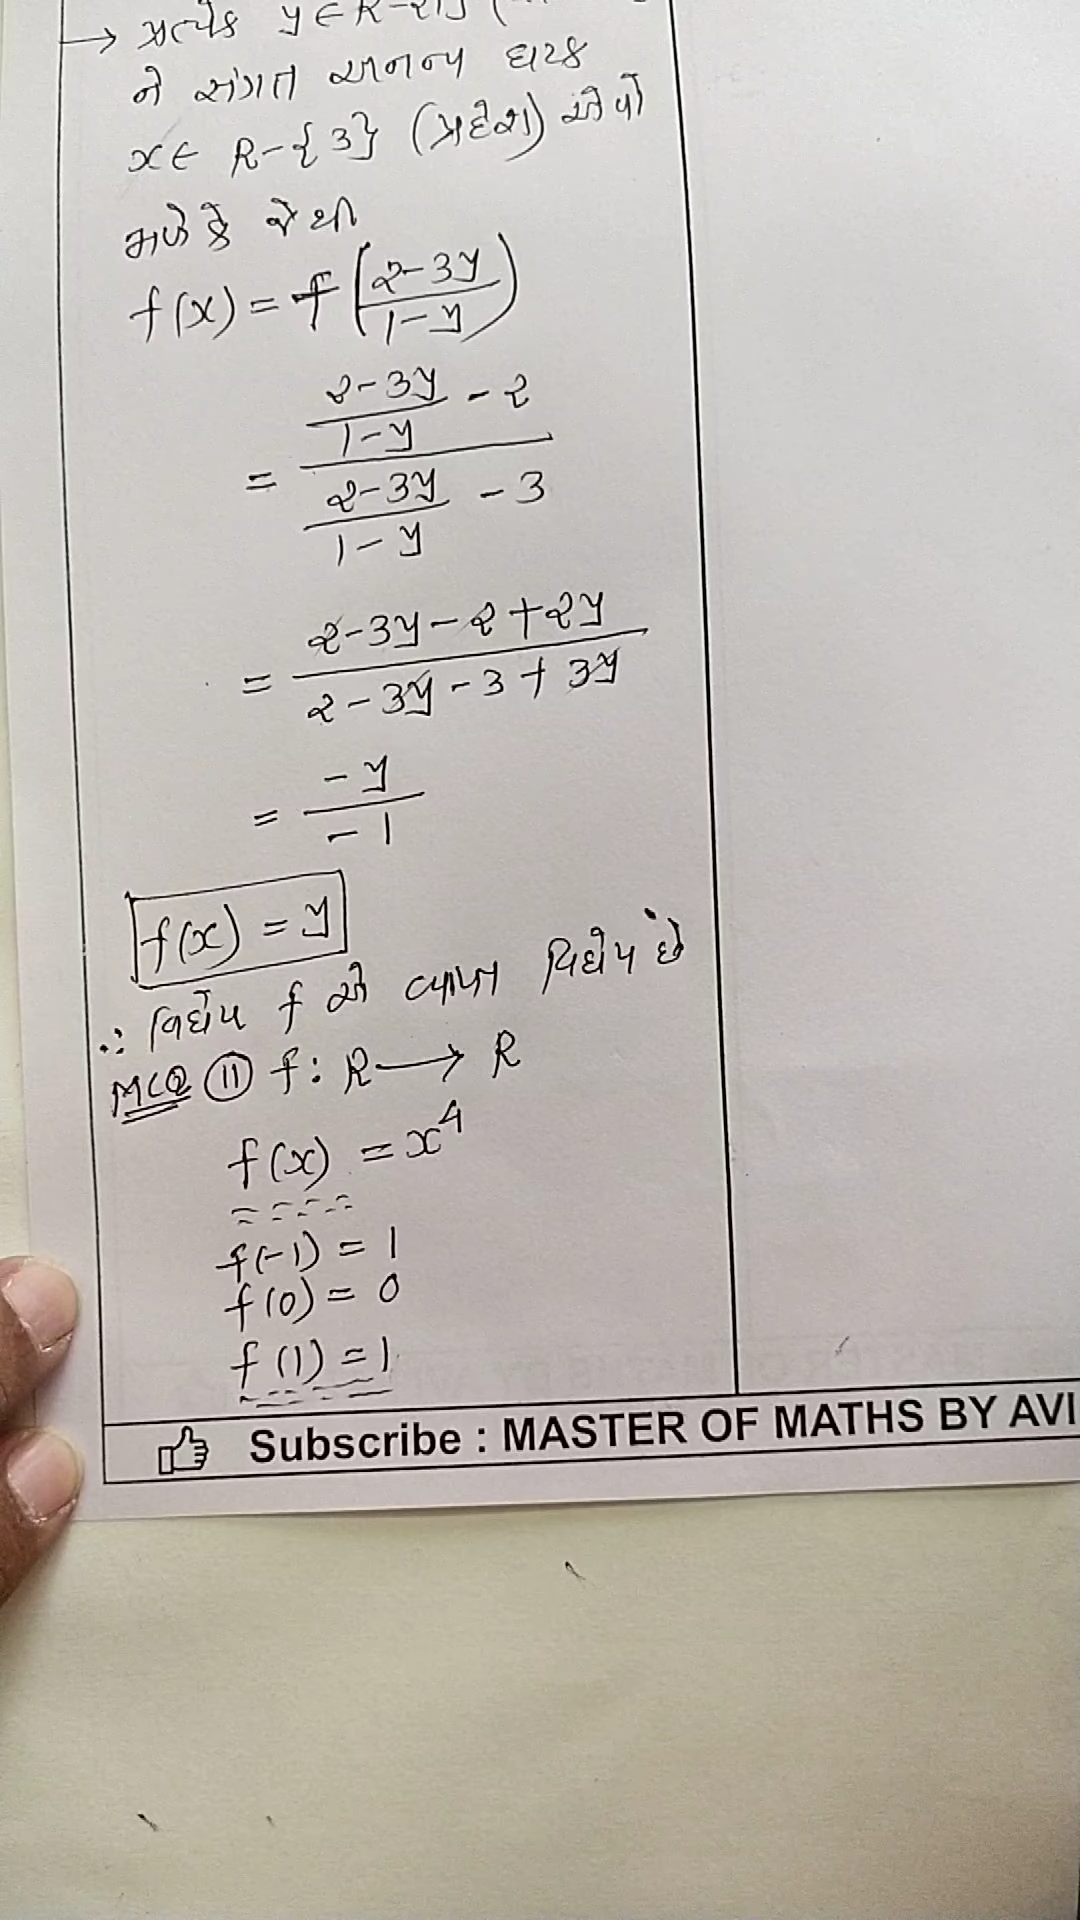 → પ્રત્યેક y ∈ R-{1} (
ને સંગત અનન્ય ઘટક
x ∈ R-{3} (પ્રદેશ) એવો
મળે કે જેથી
f(x) = f((2-3y)/(1-y))
= ((2-3y)/(1-y) - 2)/((2-3y)/(1-y) - 3)
= (2-3y-2+2y)/(2-3y-3+3y)
= (-y)/(-1)
f(x) = y
∴ વિધેય f એ વ્યાપ્ત વિધેય છે
MCQ ⑪ f: R → R
f(x) = x⁴
f(-1) = 1
f(0) = 0
f(1) = 1
Subscribe : MASTER OF MATHS BY AVI